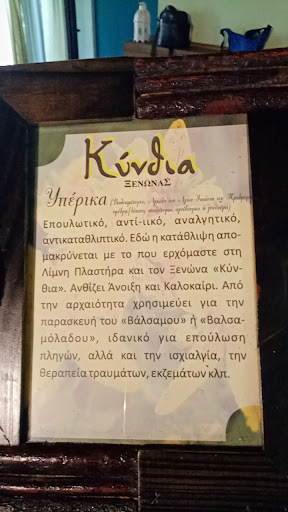 Κύνθια
ΞΕΝΩΝΑΣ
Υπέρικα
Επουλωτικό, αντί-ιικό, αναλγητικό,
αντικαταθλιπτικό. Εδώ η κατάθλιψη απο-
μακρύνεται με το που ερχόμαστε στη
Λίμνη Πλαστήρα και τον Ξενώνα «Κύν-
θια». Ανθίζει Άνοιξη και Καλοκαίρι. Από
την αρχαιότητα χρησιμεύει για την
παρασκευή του «Βάλσαμου» ή «Βαλσα-
μόλαδου», ιδανικό για επούλωση
πληγών, αλλά και την ισχιαλγία, την
θεραπεία τραυμάτων, εκζεμάτων κλπ.